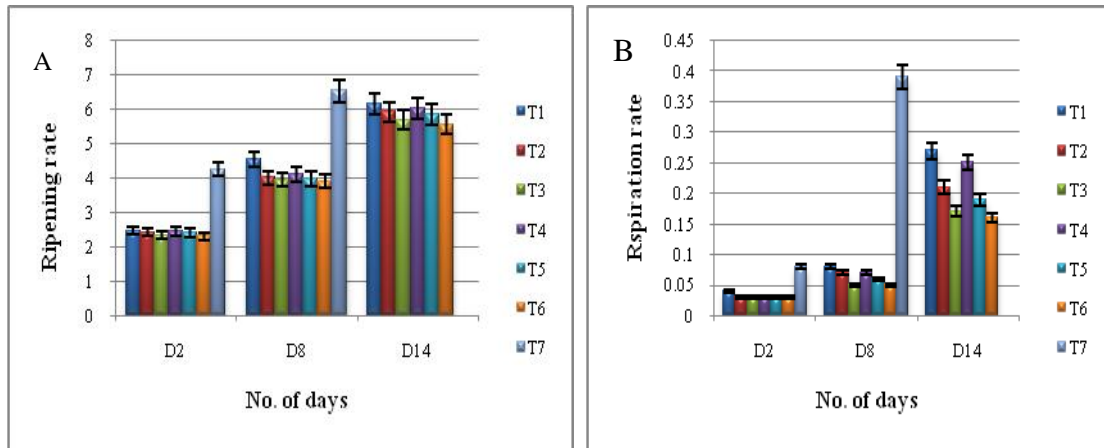 A
Ripening rate
8
7
6
5
4
3
2
1
0
D2 D8 D14
No. of days
T1
T2
T3
T4
T5
T6
T7
B
Rspiration rate
0.45
0.4
0.35
0.3
0.25
0.2
0.15
0.1
0.05
0
D2 D8 D14
No. of days
T1
T2
T3
T4
T5
T6
T7